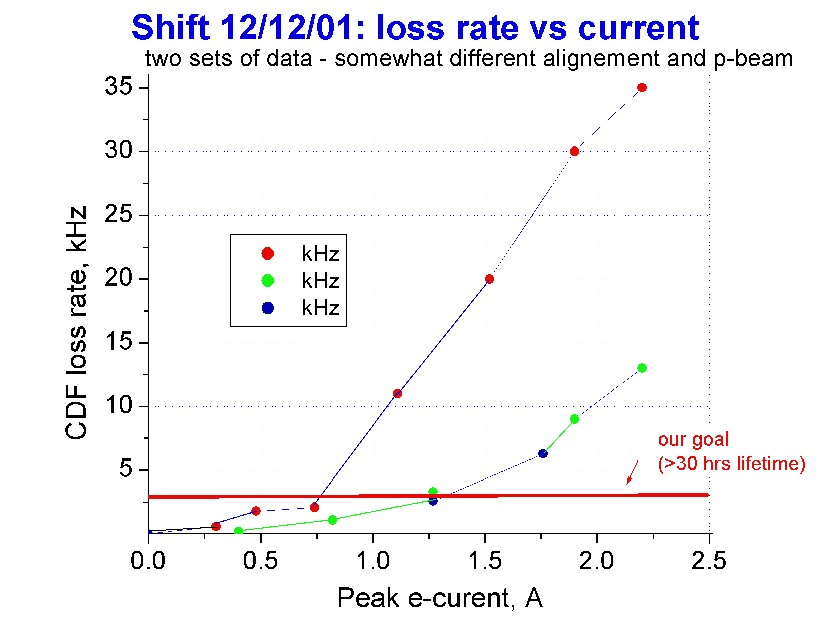 Shift 12/12/01: loss rate vs current
two sets of data - somewhat different alignement and p-beam
35
30
25
20
15
10
5
CDF loss rate, kHz
kHz
kHz
kHz
our goal
(>30 hrs lifetime)
0.0 0.5 1.0 1.5 2.0 2.5
Peak e-curent, A